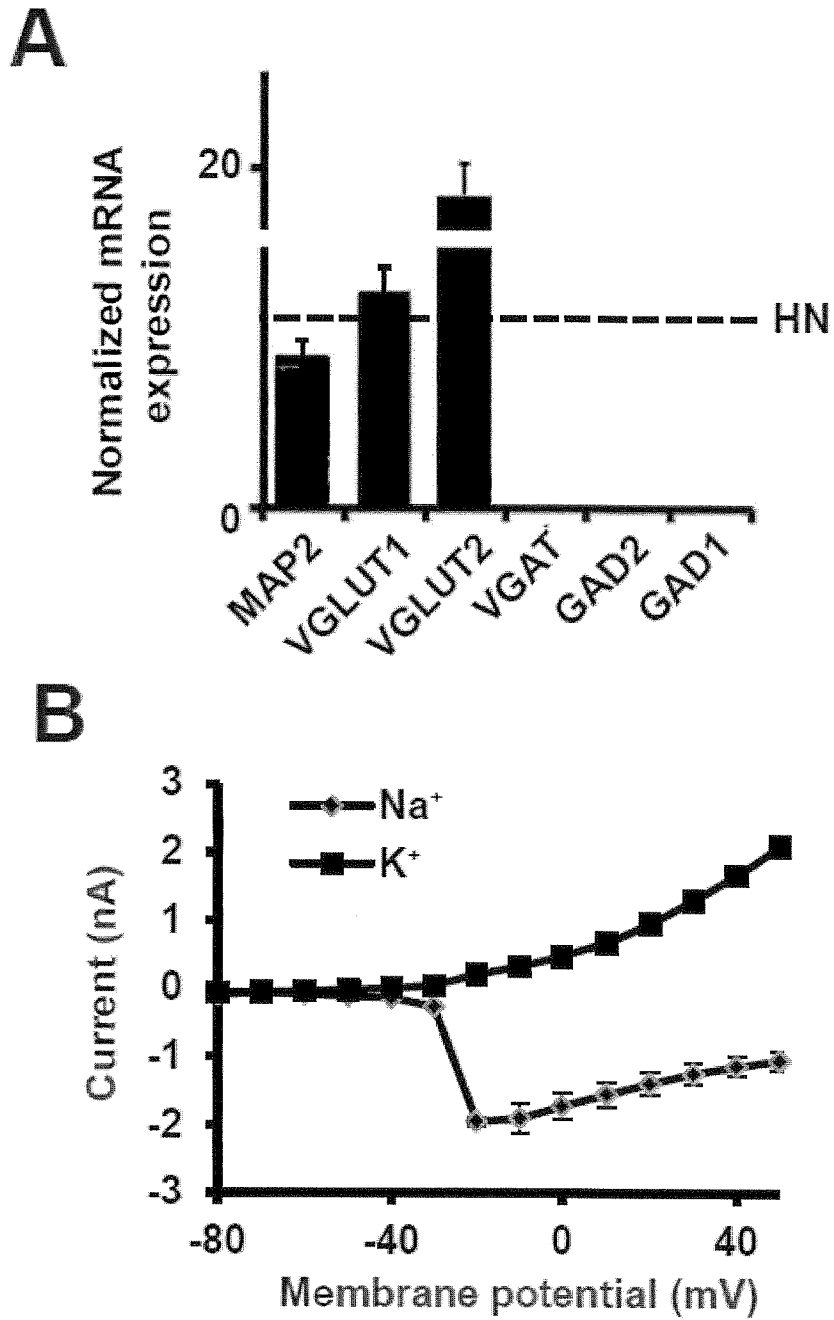 A
Normalized mRNA
expression
20
0
HN
MAP2
VGLUT1
VGLUT2
VGAT
GAD2
GAD1
B
Current (nA)
3
2
1
0
-1
-2
-3
Na⁺
K⁺
-80
-40
0
40
Membrane potential (mV)